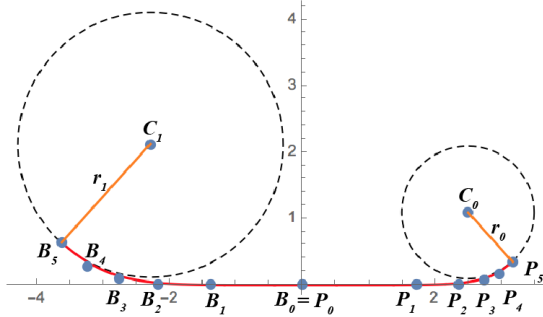 4
C₁
2
r₁
C₀
1
r₀
B₅
B₄
P₅
B₃ B₂ B₁ B₀ = P₀ P₁ P₂ P₃ P₄
-4 -2 2